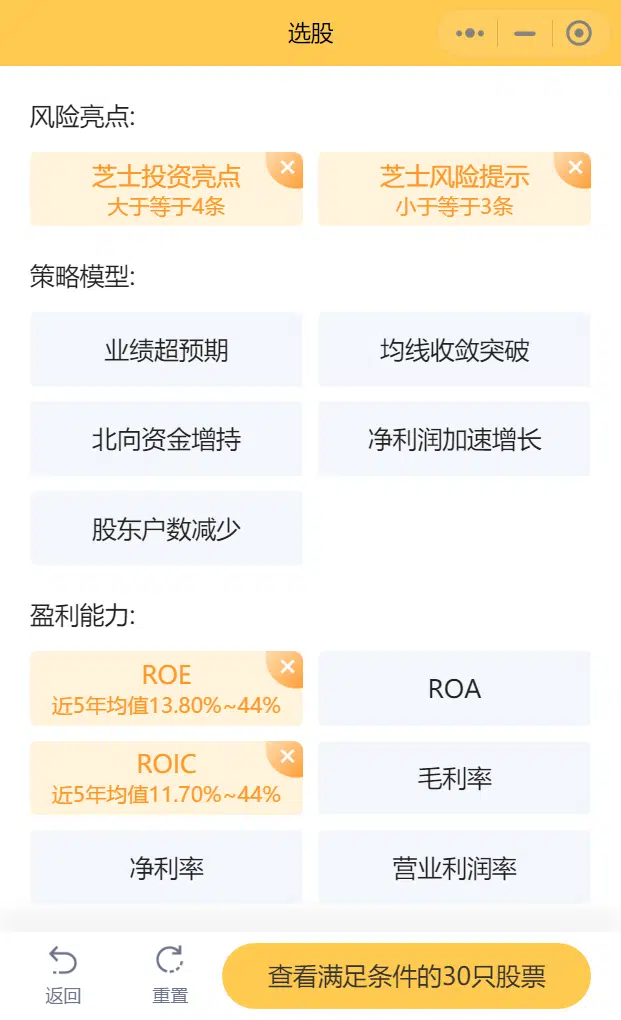 选股
风险亮点:
芝士投资亮点
大于等于4条
芝士风险提示
小于等于3条
策略模型:
业绩超预期
均线收敛突破
北向资金增持
净利润加速增长
股东户数减少
盈利能力:
ROE
近5年均值13.80%~44%
ROA
ROIC
近5年均值11.70%~44%
毛利率
净利率
营业利润率
返回
重置
查看满足条件的30只股票